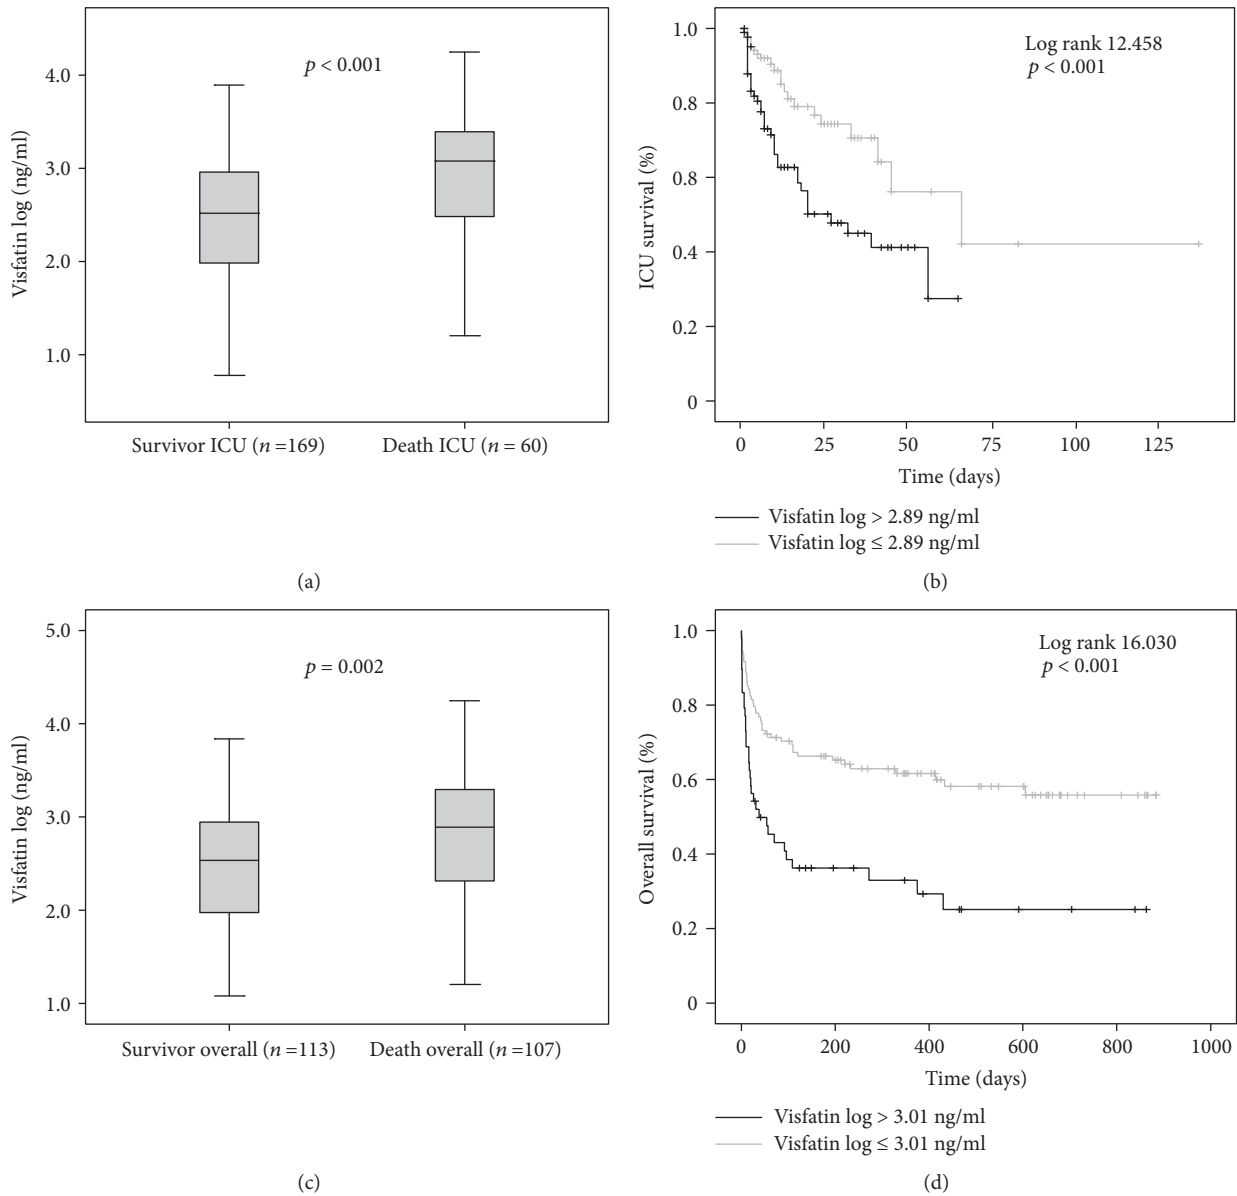 Visfatin log (ng/ml)
4.0
3.0
2.0
1.0
p < 0.001
Survivor ICU (n =169)
Death ICU (n = 60)
(a)
ICU survival (%)
1.0
0.8
0.8
0.4
0.2
0
Log rank 12.458
p < 0.001
0
25
50
75
100
125
Time (days)
Visfatin log > 2.89 ng/ml
Visfatin log ≤ 2.89 ng/ml
(b)
Visfatin log (ng/ml)
5.0
4.0
3.0
2.0
1.0
p = 0.002
Survivor overall (n =113)
Death overall (n =107)
(c)
Overall survival (%)
1.0
0.8
0.6
0.4
0.2
0
Log rank 16.030
p < 0.001
0
200
400
600
800
1000
Time (days)
Visfatin log > 3.01 ng/ml
Visfatin log ≤ 3.01 ng/ml
(d)